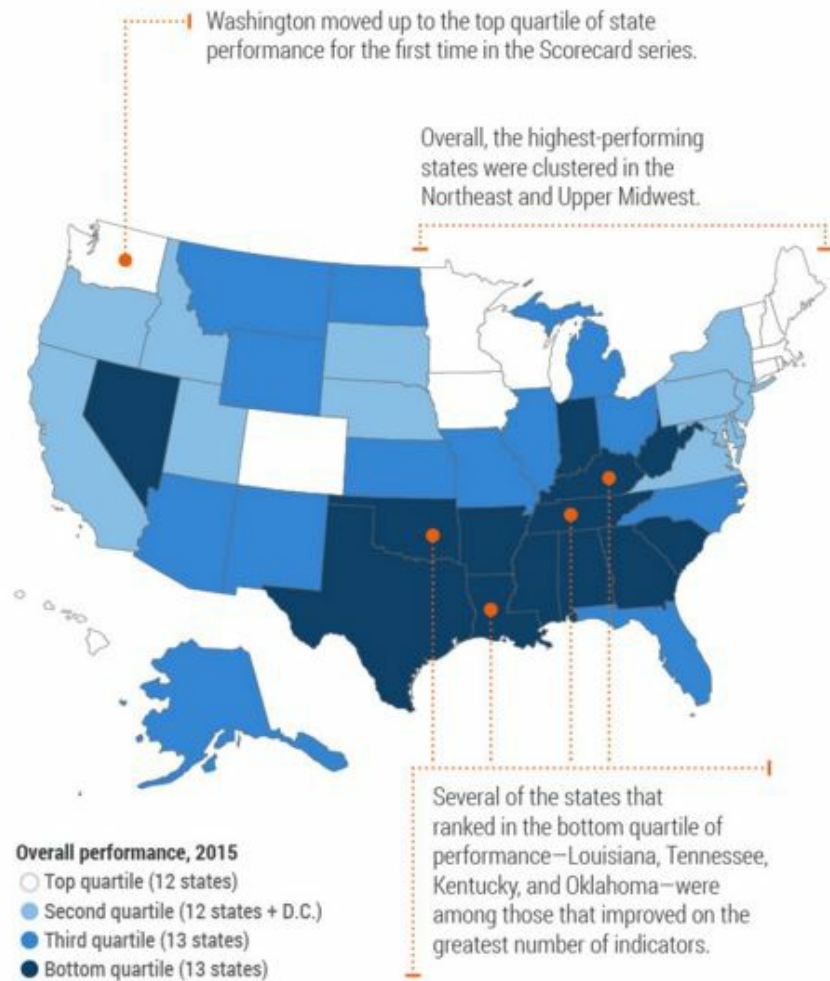 Washington moved up to the top quartile of state
performance for the first time in the Scorecard series.
Overall, the highest-performing
states were clustered in the
Northeast and Upper Midwest.
Several of the states that
ranked in the bottom quartile of
performance—Louisiana, Tennessee,
Kentucky, and Oklahoma—were
among those that improved on the
greatest number of indicators.
Overall performance, 2015
Top quartile (12 states)
Second quartile (12 states + D.C.)
Third quartile (13 states)
Bottom quartile (13 states)